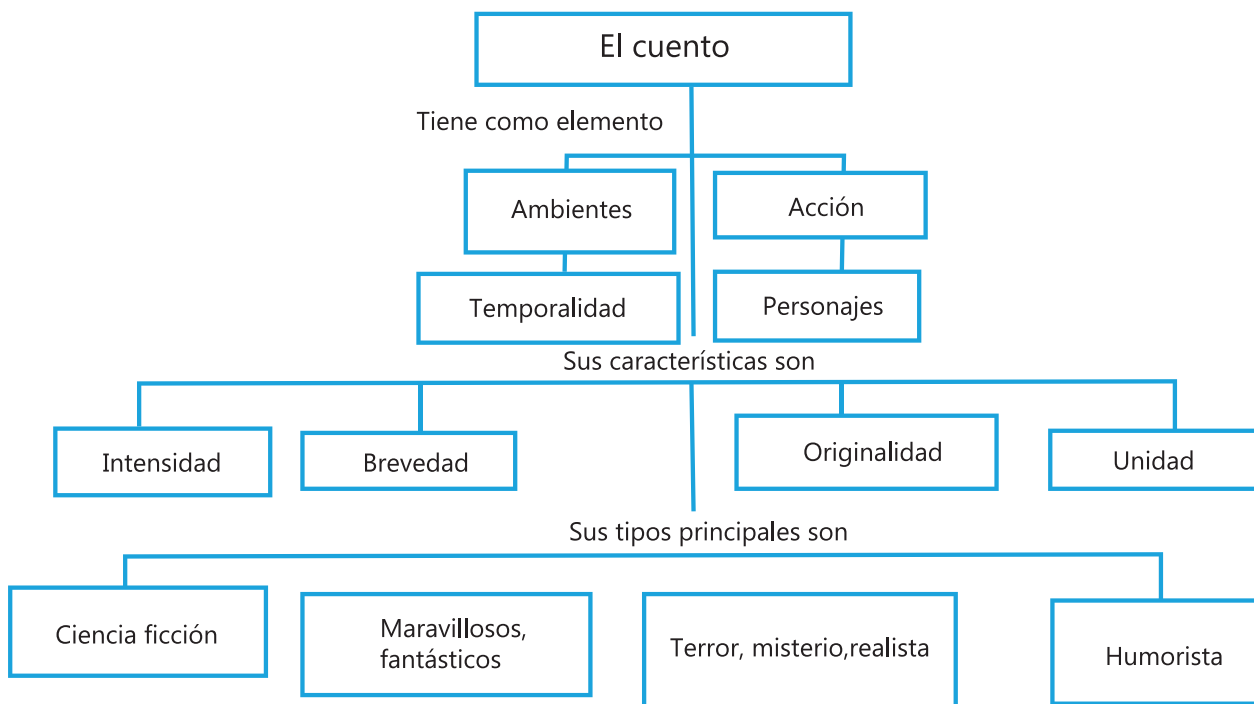 El cuento
Tiene como elemento
Ambientes
Acción
Temporalidad
Personajes
Sus características son
Intensidad
Brevedad
Originalidad
Unidad
Sus tipos principales son
Ciencia ficción
Maravillosos,
fantásticos
Terror, misterio,realista
Humorista